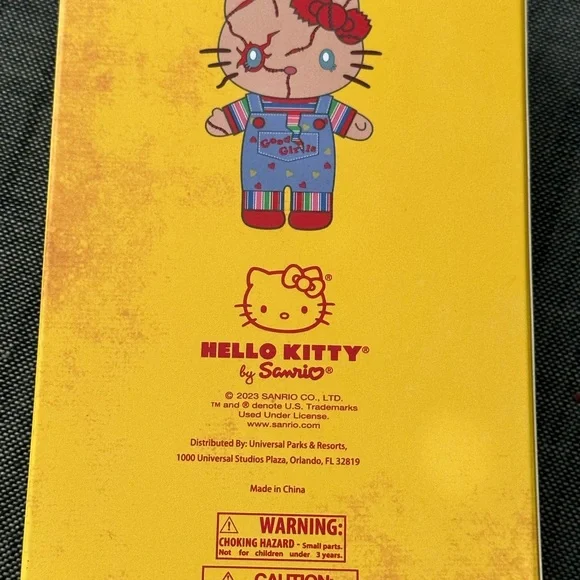 Good
Girls
®
HELLO KITTY®
by Sanrio®
© 2023 SANRIO CO., LTD.
™ and ® denote U.S. Trademarks
Used Under License.
www.sanrio.com
Distributed By: Universal Parks & Resorts,
1000 Universal Studios Plaza, Orlando, FL 32819
Made in China
WARNING:
CHOKING HAZARD - Small parts.
Not for children under 3 years.
CAUTION: